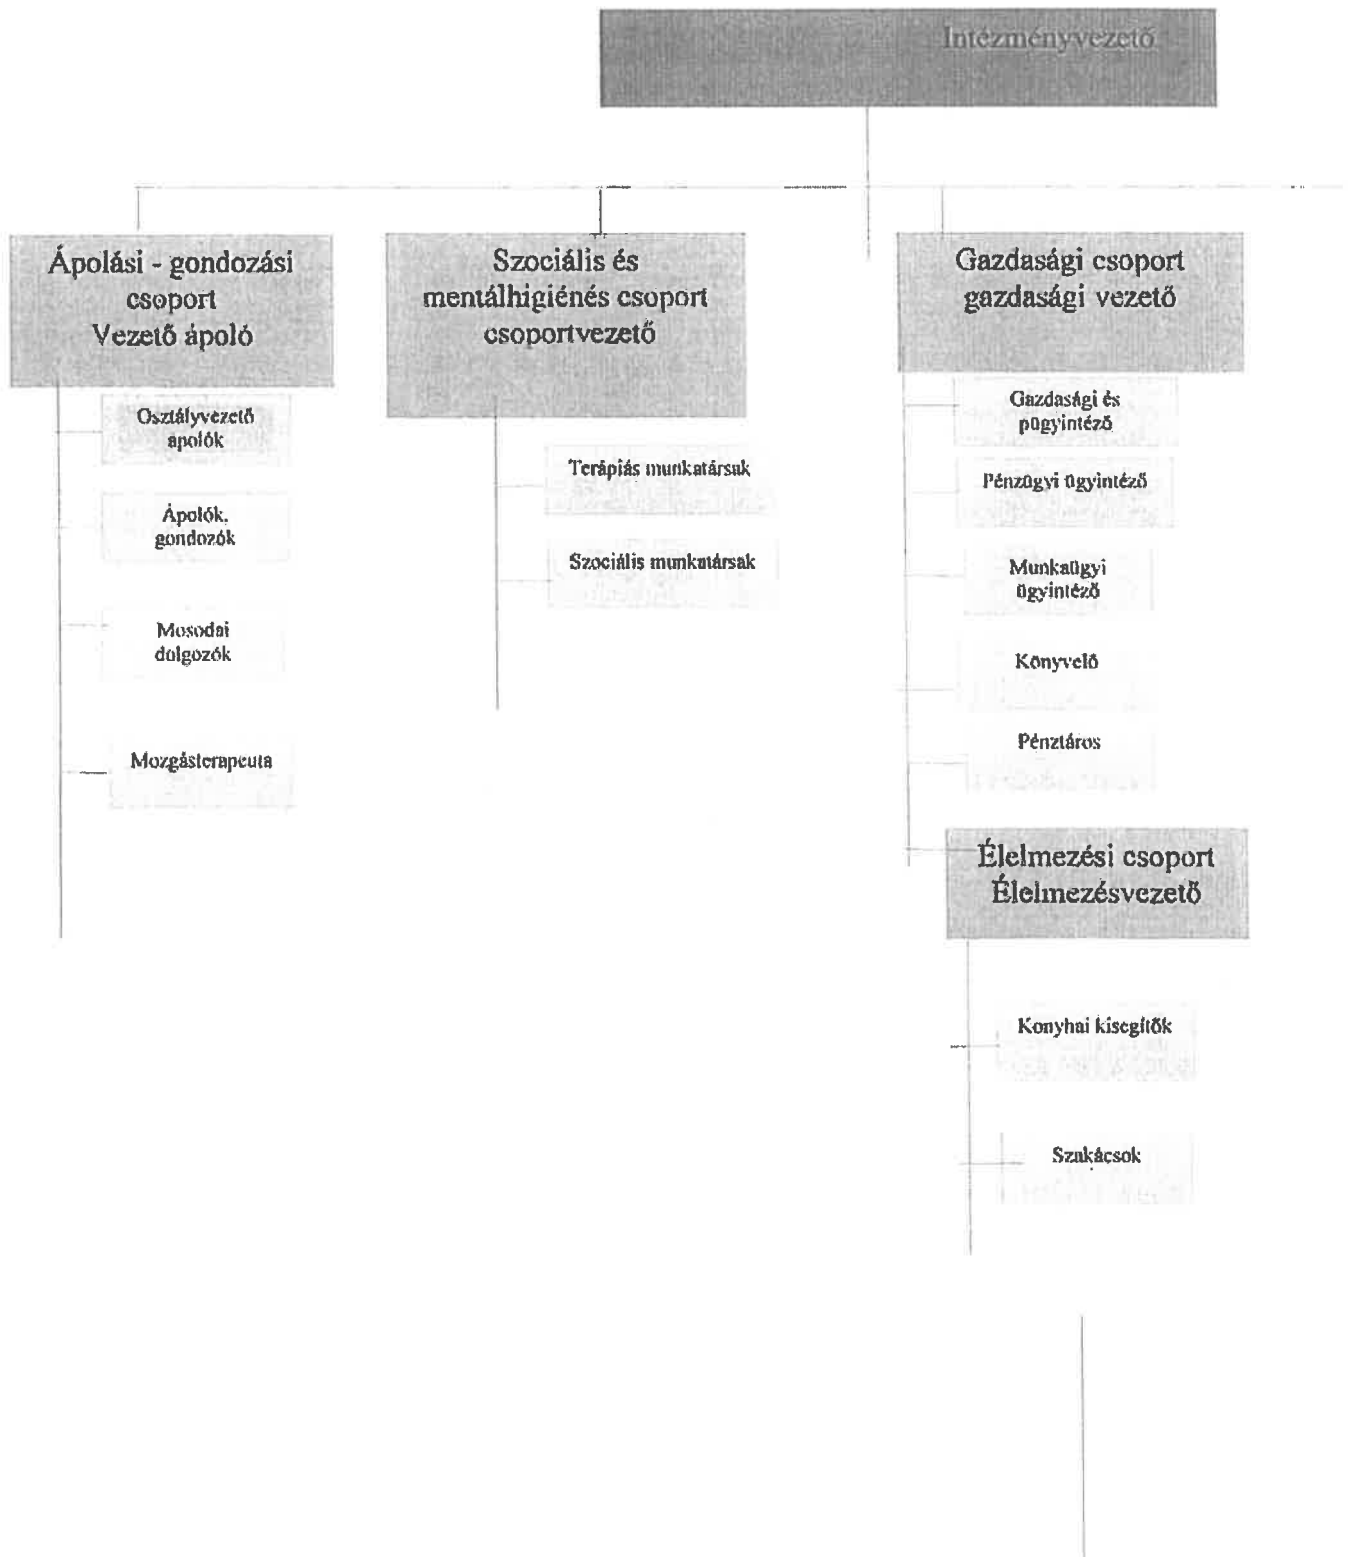 Intézményvezető
Ápolási - gondozási
csoport
Vezető ápoló
Osztályvezető
apolók
Ápolók,
gondozók
Mosodai
dolgozók
Mozgásterapeuta
Szociális és
mentálhigiénés csoport
csoportvezető
Terápiás munkatársak
Szociális munkatársak
Gazdasági csoport
gazdasági vezető
Gazdasági és
pügyintéző
Pénzügyi ügyintéző
Munkaügyi
ügyintéző
Könyvelő
Pénztáros
Élelmezési csoport
Élelmezésvezető
Konyhai kisegítők
Szakácsok